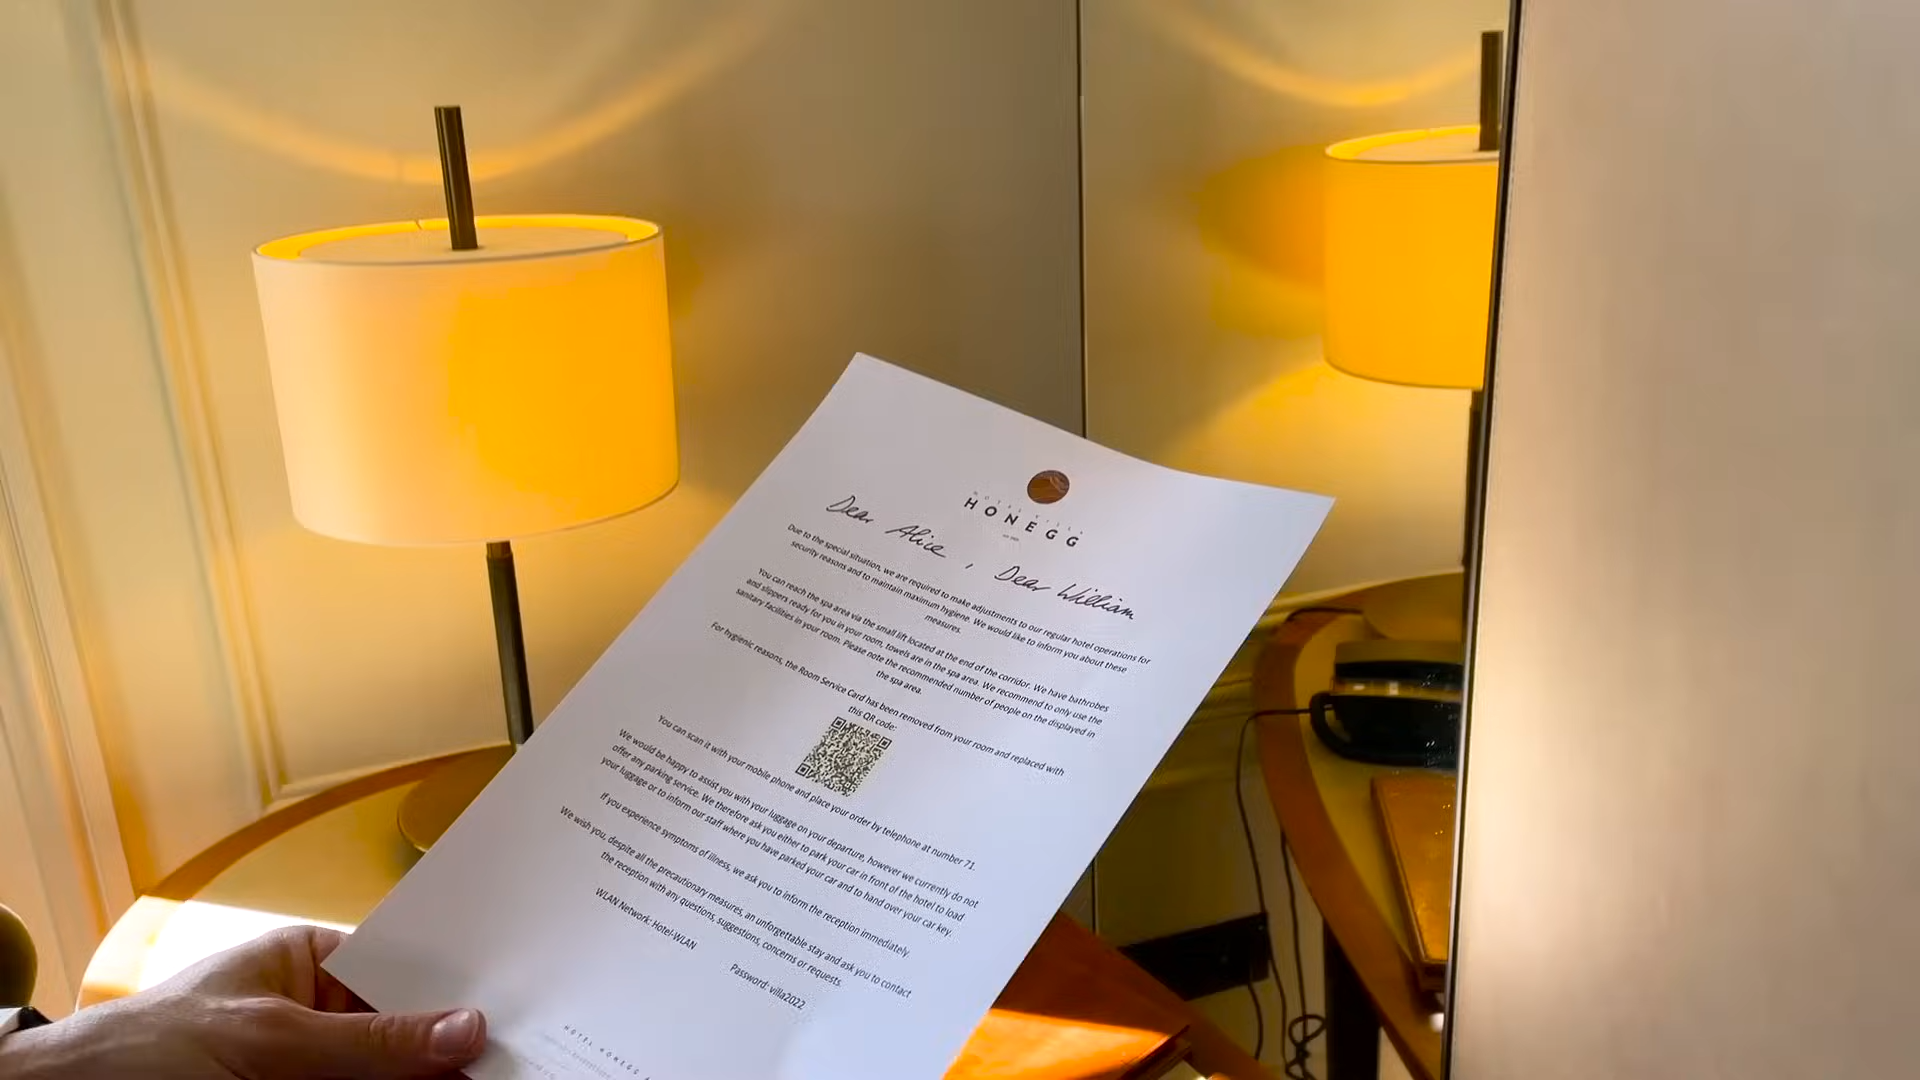 HOTEL VILLA
HONEGG
Dear Alice, Dear William
Due to the special situation, we are required to make adjustments to our regular hotel operations for
security reasons and to maintain maximum hygiene. We would like to inform you about these
measures.
You can reach the spa area via the small lift located at the end of the corridor. We have bathrobes
and slippers ready for you in your room, towels are in the spa area. We recommend to only use the
sanitary facilities in your room. Please note the recommended number of people on the displayed in
the spa area.
For hygienic reasons, the Room Service Card has been removed from your room and replaced with
this QR code:
You can scan it with your mobile phone and place your order by telephone at number 71.
We would be happy to assist you with your luggage on your departure, however we currently do not
offer any parking service. We therefore ask you either to park your car in front of the hotel to load
your luggage or to inform our staff where you have parked your car and to hand over your car key.
If you experience symptoms of illness, we ask you to inform the reception immediately.
We wish you, despite all the precautionary measures, an unforgettable stay and ask you to contact
the reception with any questions, suggestions, concerns or requests.
WLAN Network: Hotel-WLAN
Password: villa2022
HOTEL HONEGG